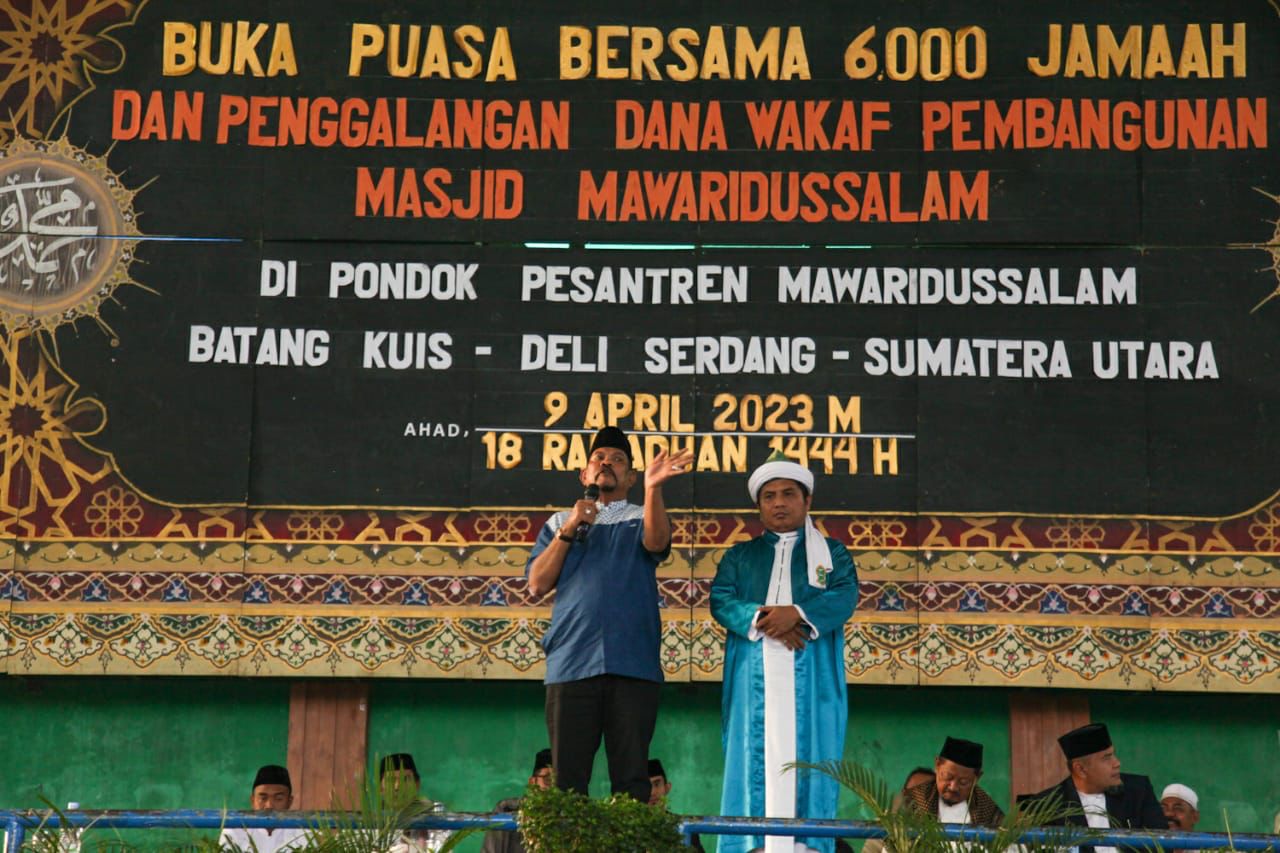 BUKA PUASA BERSAMA 6.000 JAMAAH
DAN PENGGALANGAN DANA WAKAF PEMBANGUNAN
MASJID MAWARIDUSSALAM
DI PONDOK PESANTREN MAWARIDUSSALAM
BATANG KUIS - DELI SERDANG - SUMATERA UTARA
9 APRIL 2023 M
AHAD,
18 RAMADHAN 1444 H